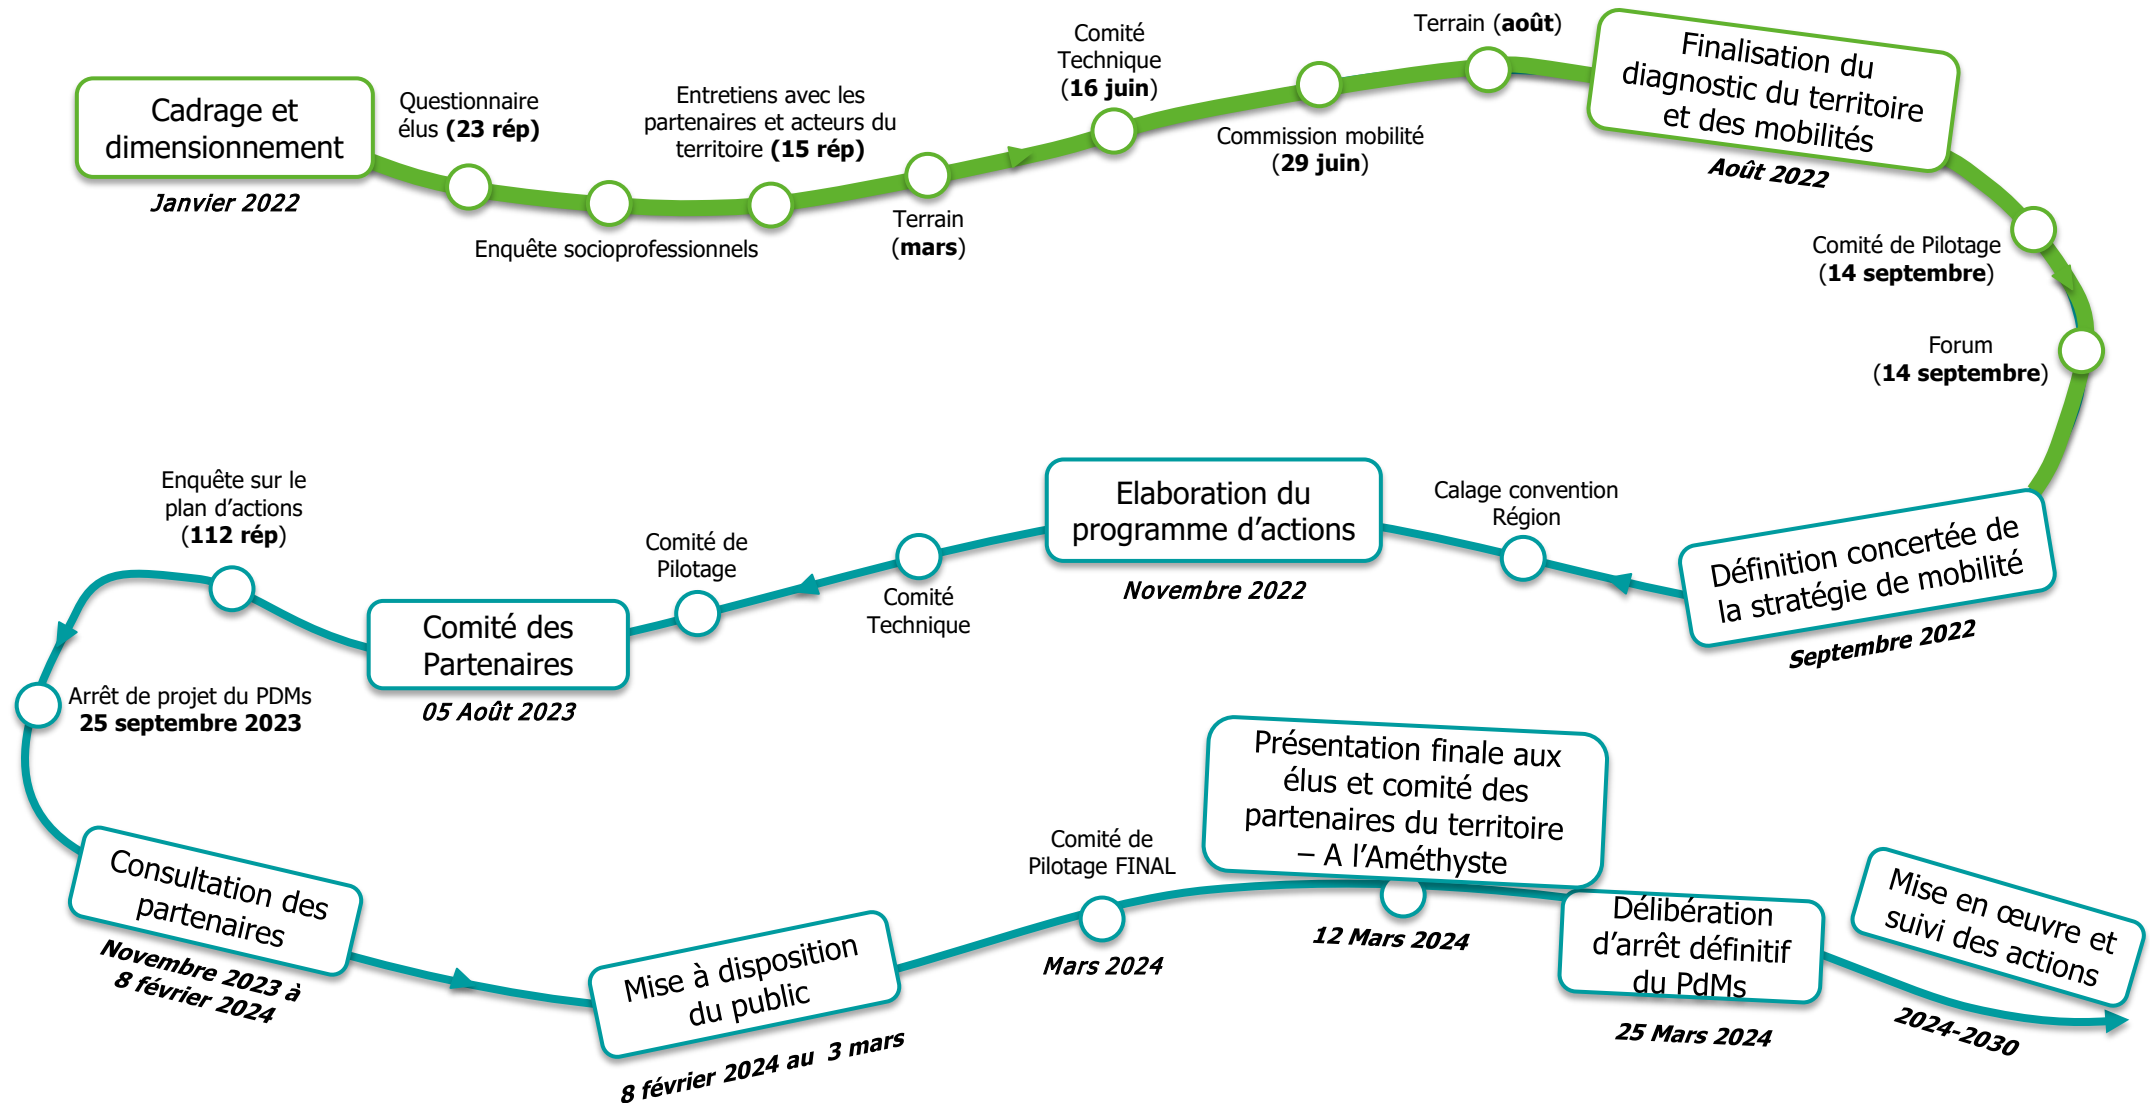 Cadrage et
dimensionnement
Janvier 2022
Questionnaire
élus (23 rép)
Enquête socioprofessionnels
Entretiens avec les
partenaires et acteurs du
territoire (15 rép)
Terrain
(mars)
Comité
Technique
(16 juin)
Commission mobilité
(29 juin)
Terrain (août)
Finalisation du
diagnostic du territoire
et des mobilités
Août 2022
Comité de Pilotage
(14 septembre)
Forum
(14 septembre)
Définition concertée de
la stratégie de mobilité
Septembre 2022
Calage convention
Région
Elaboration du
programme d’actions
Novembre 2022
Comité
Technique
Comité de
Pilotage
Comité des
Partenaires
05 Août 2023
Enquête sur le
plan d’actions
(112 rép)
Arrêt de projet du PDMs
25 septembre 2023
Consultation des
partenaires
Novembre 2023 à
8 février 2024
Mise à disposition
du public
8 février 2024 au 3 mars
Comité de
Pilotage FINAL
Mars 2024
Présentation finale aux
élus et comité des
partenaires du territoire
– A l’Améthyste
12 Mars 2024
Délibération
d’arrêt définitif
du PdMs
25 Mars 2024
Mise en œuvre et
suivi des actions
2024-2030